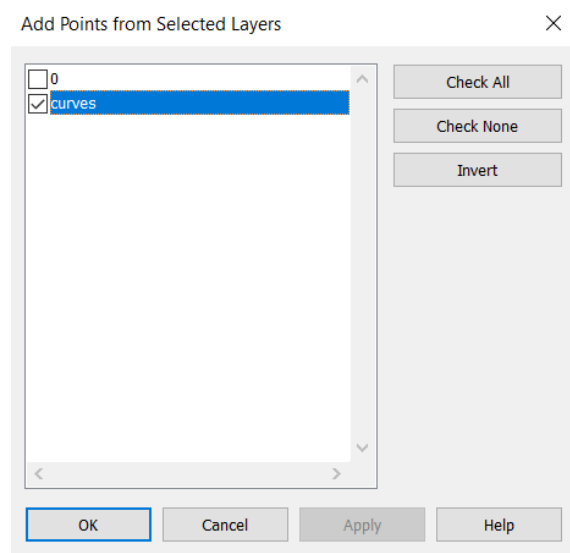 Add Points from Selected Layers
0
curves
Check All
Check None
Invert
OK
Cancel
Apply
Help